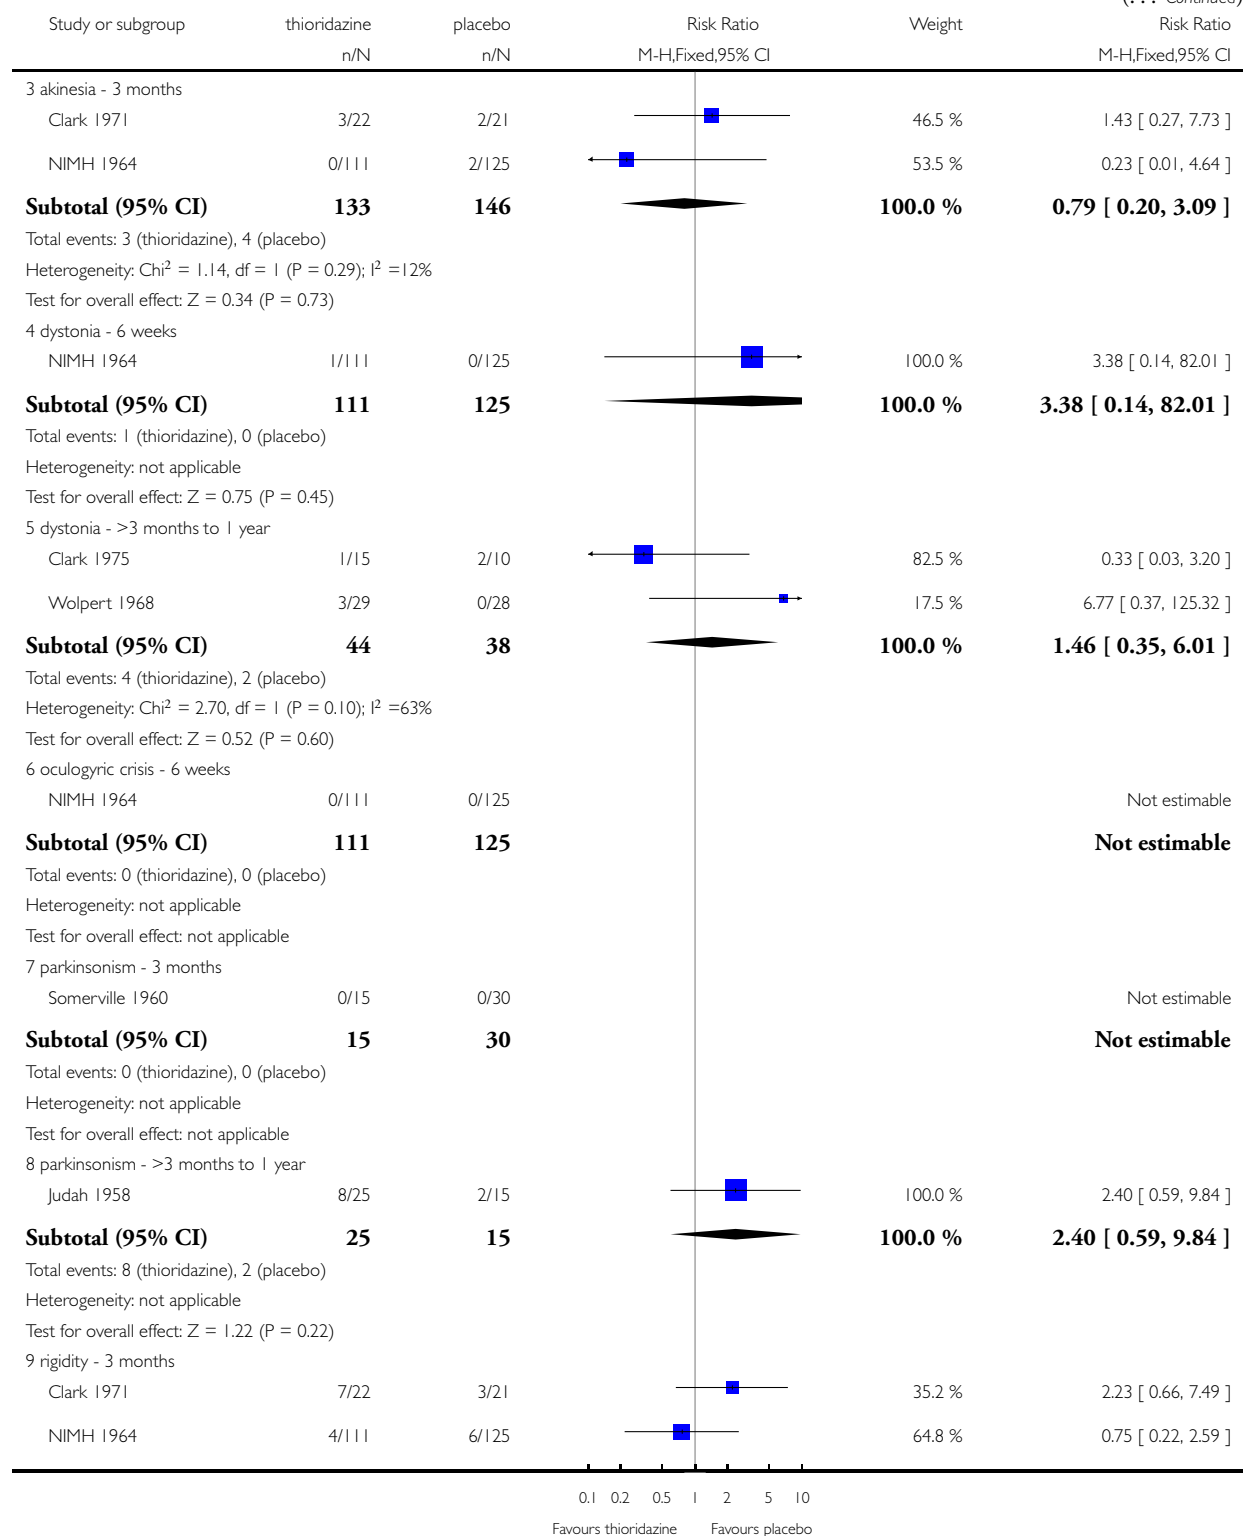 (. . . Continued)
Study or subgroup thioridazine placebo Risk Ratio Weight Risk Ratio
n/N n/N M-H,Fixed,95% CI M-H,Fixed,95% CI
3 akinesia - 3 months
Clark 1971 3/22 2/21 46.5 % 1.43 [ 0.27, 7.73 ]
NIMH 1964 0/111 2/125 53.5 % 0.23 [ 0.01, 4.64 ]
Subtotal (95% CI) 133 146 100.0 % 0.79 [ 0.20, 3.09 ]
Total events: 3 (thioridazine), 4 (placebo)
Heterogeneity: Chi² = 1.14, df = 1 (P = 0.29); I² =12%
Test for overall effect: Z = 0.34 (P = 0.73)
4 dystonia - 6 weeks
NIMH 1964 1/111 0/125 100.0 % 3.38 [ 0.14, 82.01 ]
Subtotal (95% CI) 111 125 100.0 % 3.38 [ 0.14, 82.01 ]
Total events: 1 (thioridazine), 0 (placebo)
Heterogeneity: not applicable
Test for overall effect: Z = 0.75 (P = 0.45)
5 dystonia - >3 months to 1 year
Clark 1975 1/15 2/10 82.5 % 0.33 [ 0.03, 3.20 ]
Wolpert 1968 3/29 0/28 17.5 % 6.77 [ 0.37, 125.32 ]
Subtotal (95% CI) 44 38 100.0 % 1.46 [ 0.35, 6.01 ]
Total events: 4 (thioridazine), 2 (placebo)
Heterogeneity: Chi² = 2.70, df = 1 (P = 0.10); I² =63%
Test for overall effect: Z = 0.52 (P = 0.60)
6 oculogyric crisis - 6 weeks
NIMH 1964 0/111 0/125 Not estimable
Subtotal (95% CI) 111 125 Not estimable
Total events: 0 (thioridazine), 0 (placebo)
Heterogeneity: not applicable
Test for overall effect: not applicable
7 parkinsonism - 3 months
Somerville 1960 0/15 0/30 Not estimable
Subtotal (95% CI) 15 30 Not estimable
Total events: 0 (thioridazine), 0 (placebo)
Heterogeneity: not applicable
Test for overall effect: not applicable
8 parkinsonism - >3 months to 1 year
Judah 1958 8/25 2/15 100.0 % 2.40 [ 0.59, 9.84 ]
Subtotal (95% CI) 25 15 100.0 % 2.40 [ 0.59, 9.84 ]
Total events: 8 (thioridazine), 2 (placebo)
Heterogeneity: not applicable
Test for overall effect: Z = 1.22 (P = 0.22)
9 rigidity - 3 months
Clark 1971 7/22 3/21 35.2 % 2.23 [ 0.66, 7.49 ]
NIMH 1964 4/111 6/125 64.8 % 0.75 [ 0.22, 2.59 ]
0.1 0.2 0.5 1 2 5 10
Favours thioridazine Favours placebo